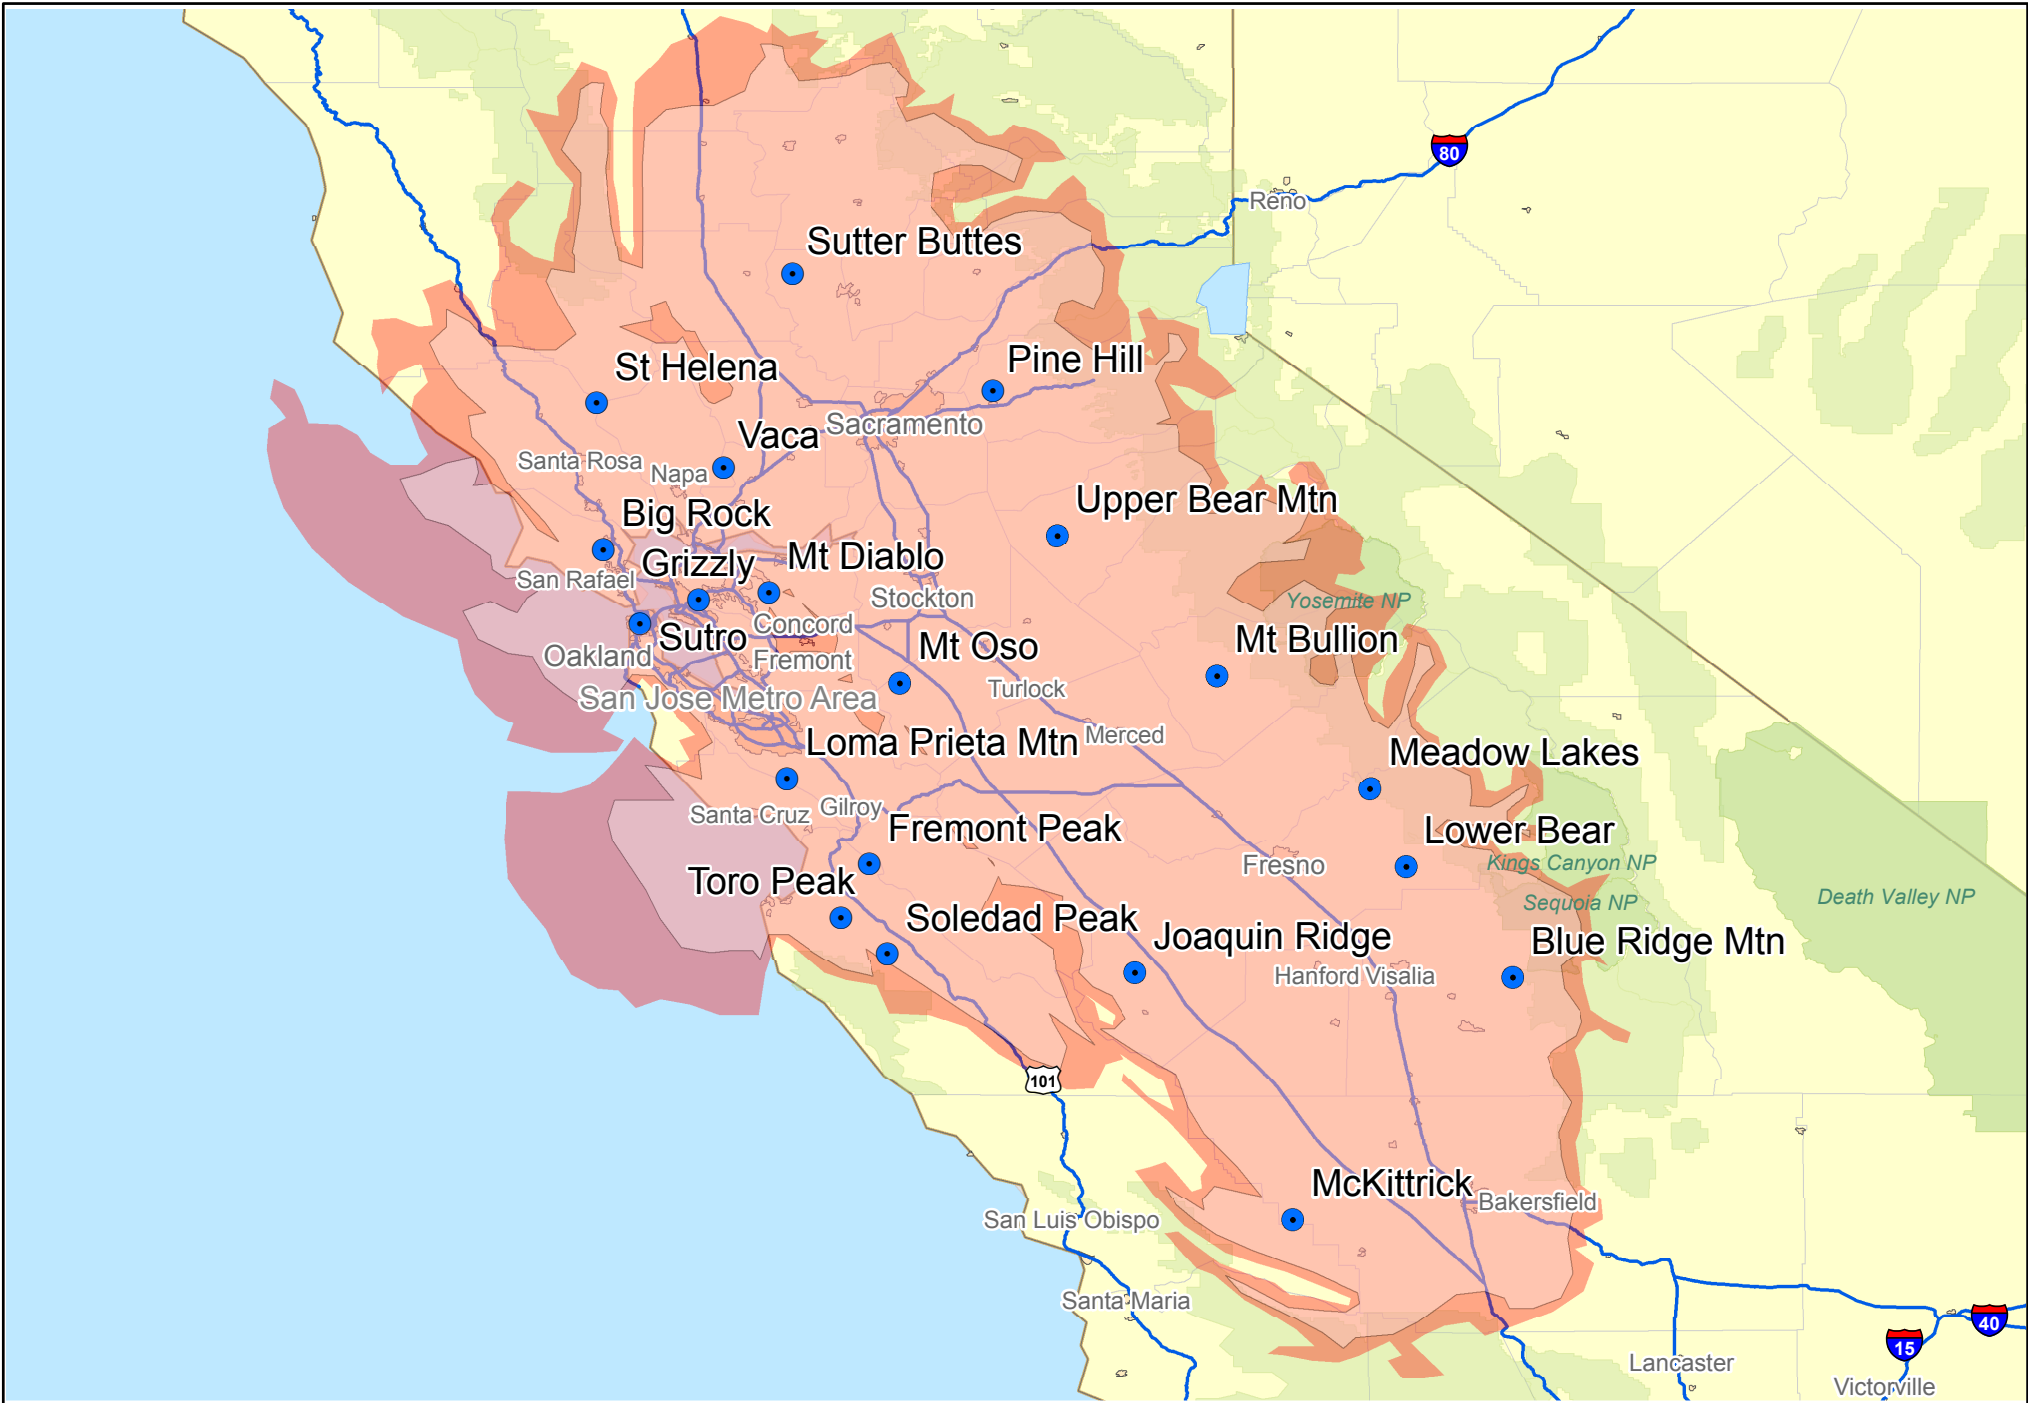 80
Reno
Sutter Buttes
St Helena
Pine Hill
Vaca
Sacramento
Santa Rosa
Napa
Big Rock
Upper Bear Mtn
Grizzly
Mt Diablo
San Rafael
Stockton
Yosemite NP
Concord
Sutro
Mt Oso
Mt Bullion
Oakland
Fremont
Turlock
San Jose Metro Area
Loma Prieta Mtn
Merced
Meadow Lakes
Santa Cruz
Gilroy
Fremont Peak
Lower Bear
Fresno
Kings Canyon NP
Toro Peak
Sequoia NP
Death Valley NP
Soledad Peak
Joaquin Ridge
Blue Ridge Mtn
Hanford
Visalia
101
McKittrick
Bakersfield
San Luis Obispo
Santa Maria
40
15
Lancaster
Victorville